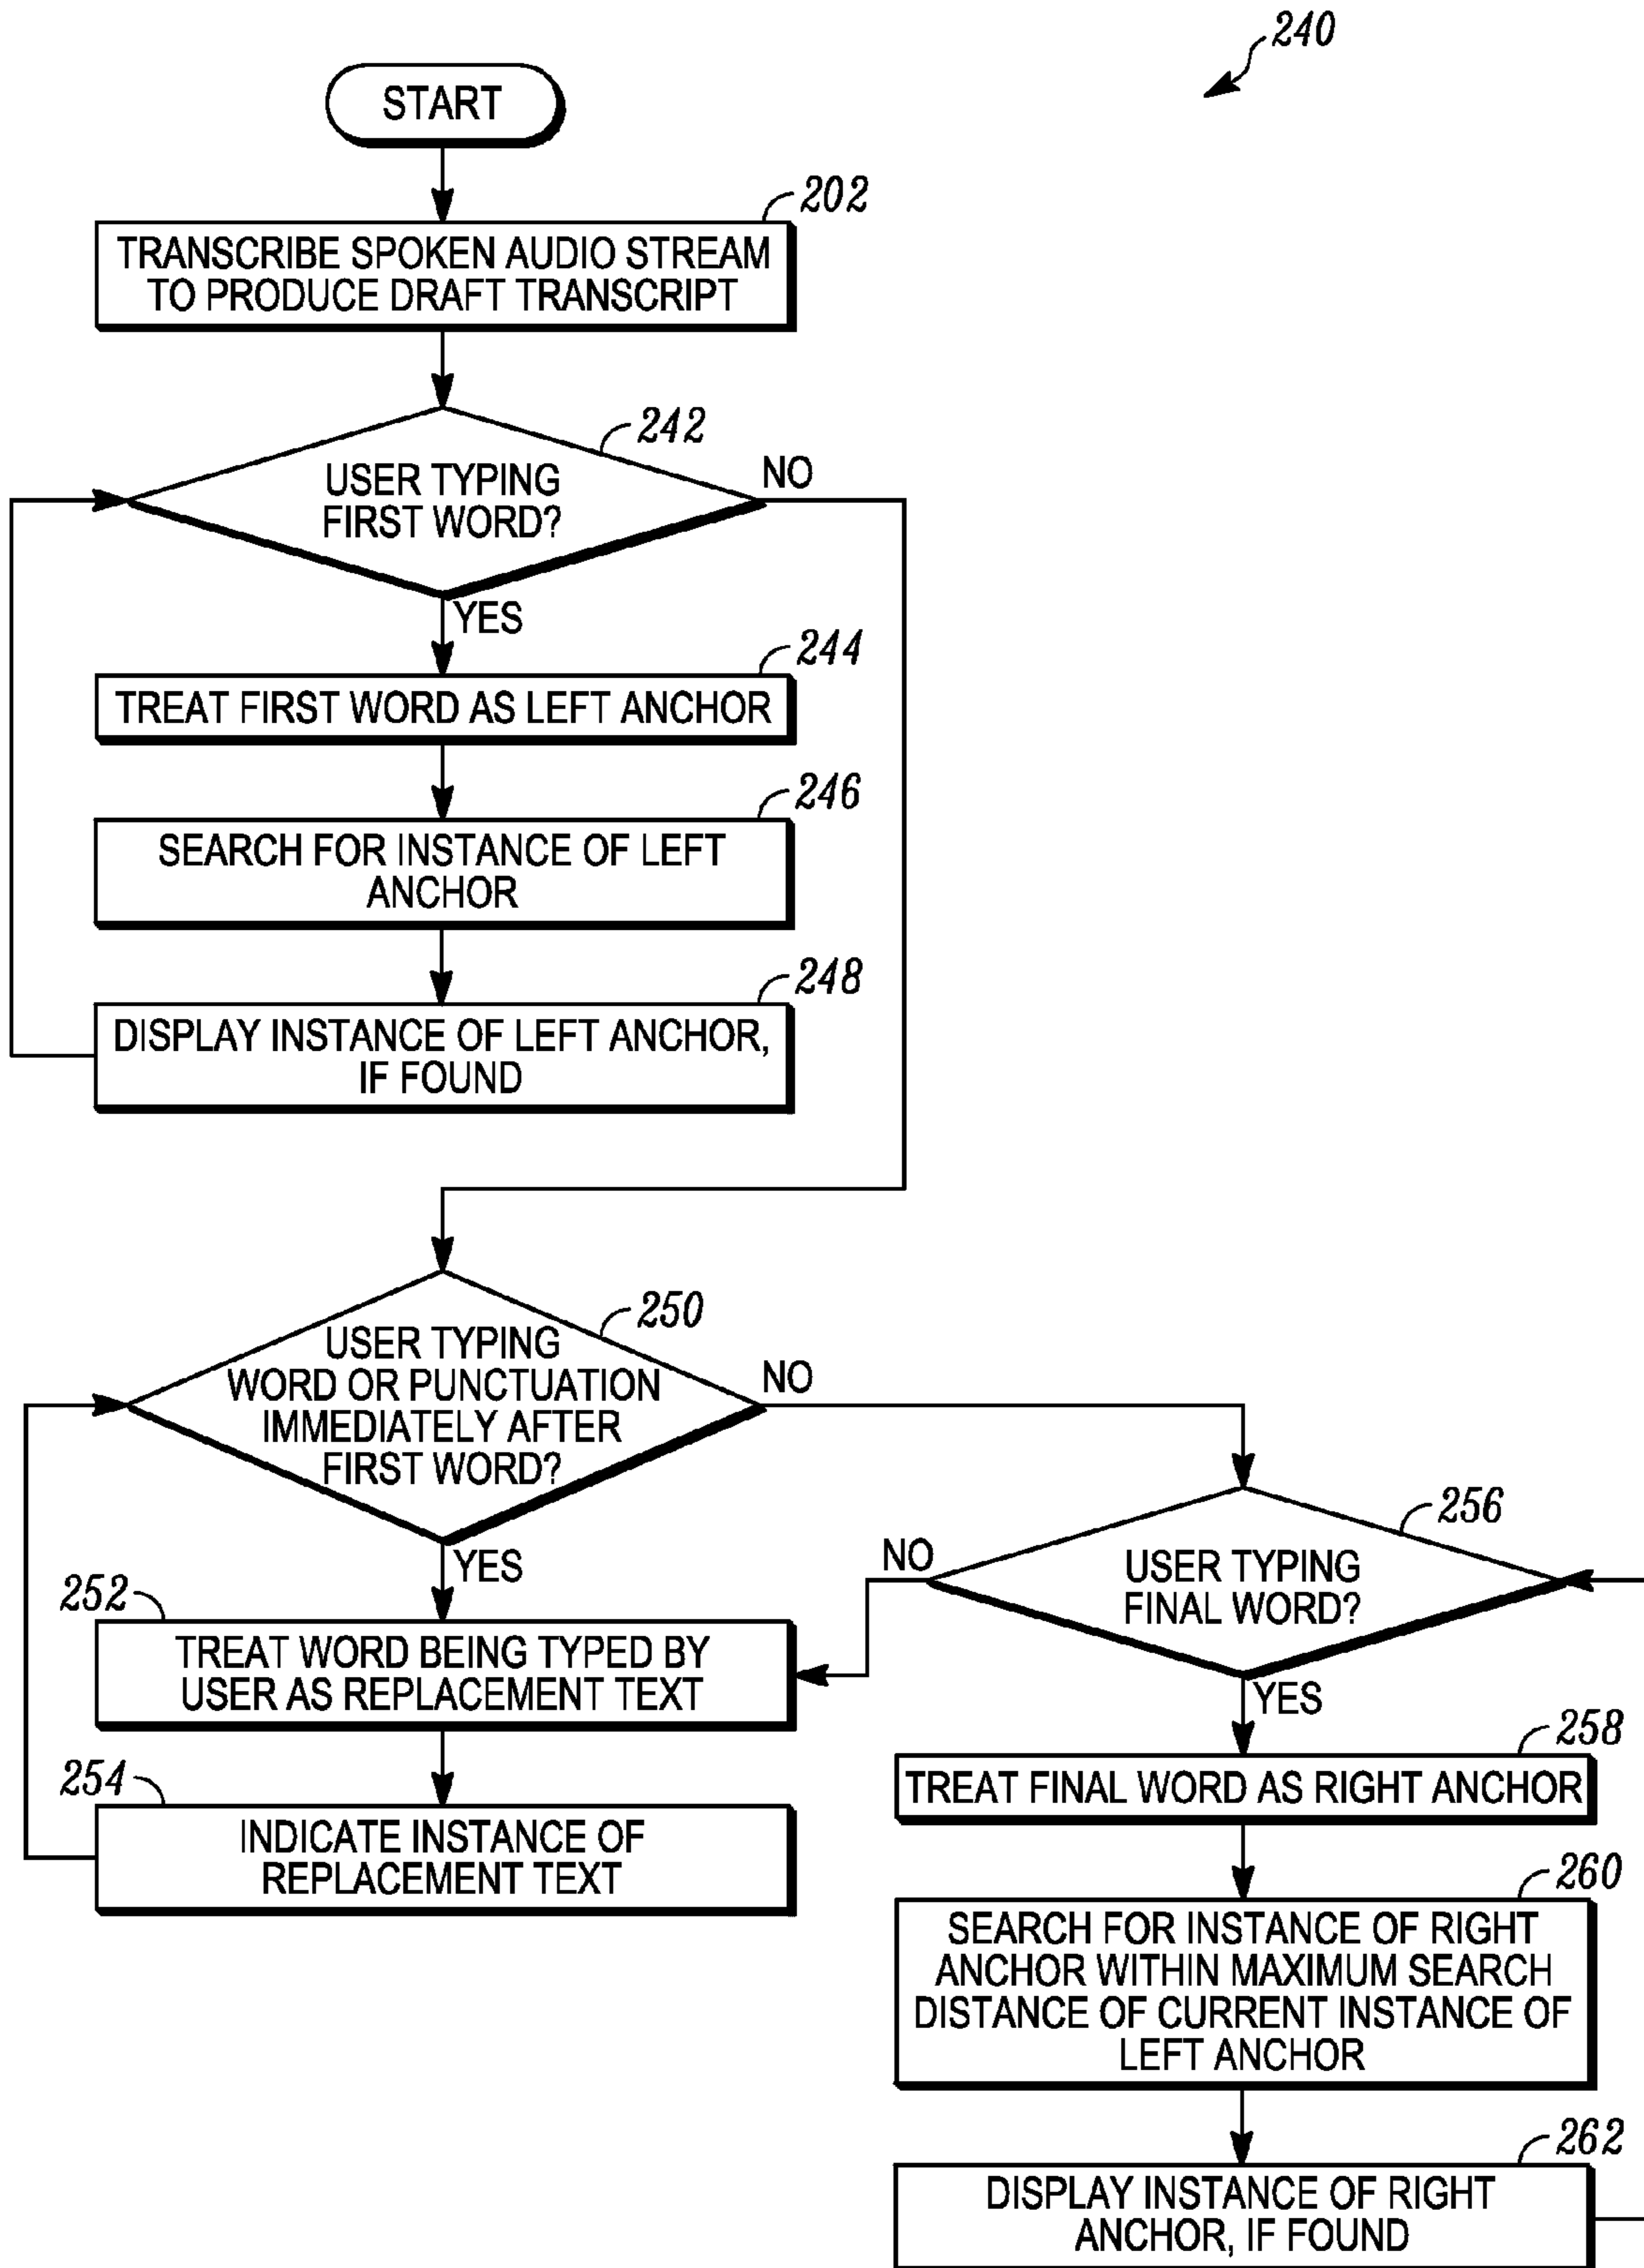 240
START
202
TRANSCRIBE SPOKEN AUDIO STREAM
TO PRODUCE DRAFT TRANSCRIPT
242
USER TYPING
FIRST WORD?
NO
YES
244
TREAT FIRST WORD AS LEFT ANCHOR
246
SEARCH FOR INSTANCE OF LEFT
ANCHOR
248
DISPLAY INSTANCE OF LEFT ANCHOR,
IF FOUND
250
USER TYPING
WORD OR PUNCTUATION
IMMEDIATELY AFTER
FIRST WORD?
NO
YES
252
TREAT WORD BEING TYPED BY
USER AS REPLACEMENT TEXT
254
INDICATE INSTANCE OF
REPLACEMENT TEXT
256
USER TYPING
FINAL WORD?
NO
YES
258
TREAT FINAL WORD AS RIGHT ANCHOR
260
SEARCH FOR INSTANCE OF RIGHT
ANCHOR WITHIN MAXIMUM SEARCH
DISTANCE OF CURRENT INSTANCE OF
LEFT ANCHOR
262
DISPLAY INSTANCE OF RIGHT
ANCHOR, IF FOUND